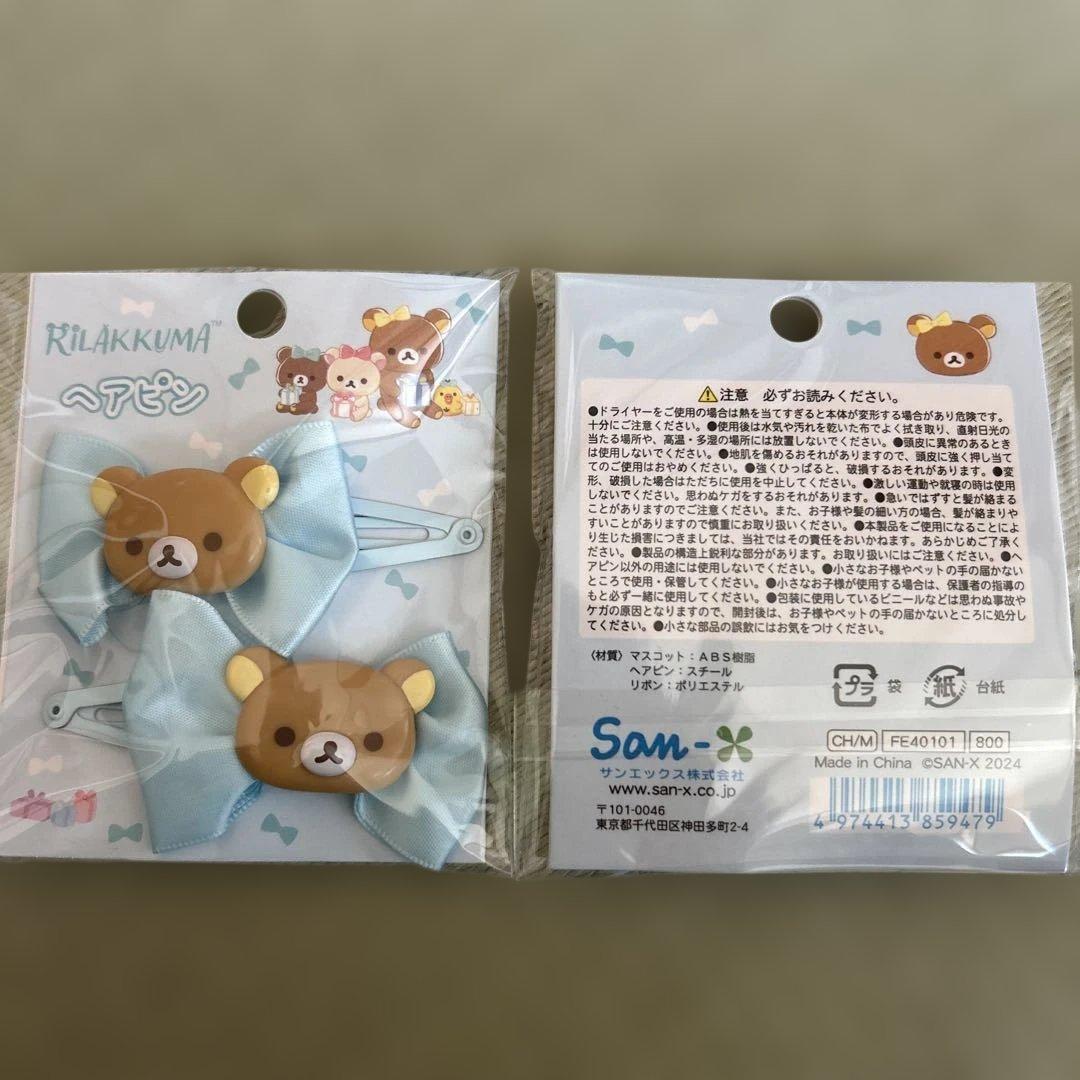 RILAKKUMA™
ヘアピン
⚠注意 必ずお読みください。
●ドライヤーをご使用の場合は熱を当てすぎると本体が変形する場合があり危険です。
十分にご注意ください。●使用後は水気や汚れを乾いた布でよく拭き取り、直射日光の
当たる場所や、高温・多湿の場所には放置しないでください。●頭皮に異常のあるとき
は使用しないでください。●地肌を傷めるおそれがありますので、頭皮に強く押し当て
てのご使用はおやめください。●強くひっぱると、破損するおそれがあります。●変
形、破損した場合はただちに使用を中止してください。●激しい運動や就寝の時は使用
しないでください。思わぬケガをするおそれがあります。●急いではずすと髪が絡まる
ことがありますのでご注意ください。また、お子様や髪の細い方の場合、髪が絡まりや
すいことがありますので慎重にお取り扱いください。●本製品をご使用になることによ
り生じた損害につきましては、当社ではその責任をおいかねます。あらかじめご了承く
ださい。●製品の構造上鋭利な部分があります。お取り扱いにはご注意ください。●ヘ
アピン以外の用途には使用しないでください。●小さなお子様やペットの手の届かない
ところで使用・保管してください。●小さなお子様が使用する場合は、保護者の指導の
もと必ず一緒に使用してください。●包装に使用しているビニールなどは思わぬ事故や
ケガの原因となりますので、開封後は、お子様やペットの手の届かないところに処分し
てください。●小さな部品の誤飲にはお気をつけください。
〈材質〉マスコット：ABS樹脂
ヘアピン：スチール
リボン：ポリエステル
プラ 袋 紙 台紙
San-X
サンエックス株式会社
www.san-x.co.jp
〒101-0046
東京都千代田区神田多町2-4
CH/M FE40101 800
Made in China ©SAN-X 2024
4 974413 859479